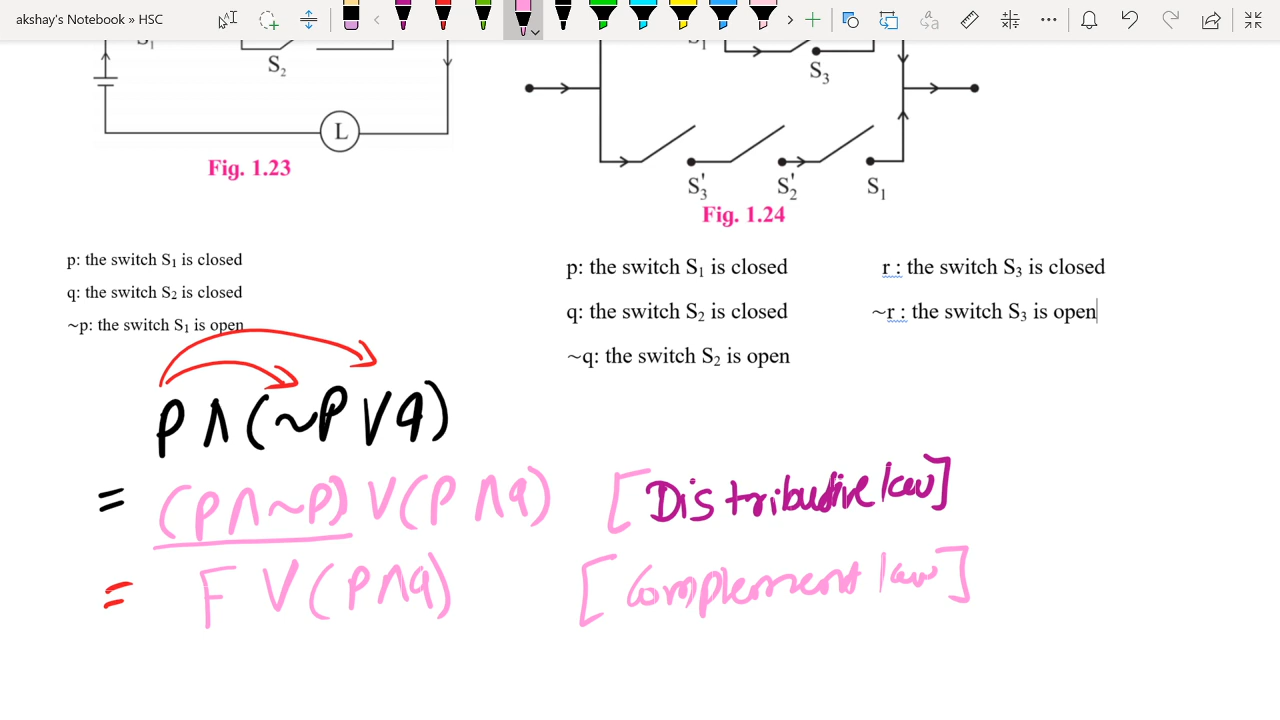 akshay's Notebook » HSC
S1
S2
L
Fig. 1.23
S1
S3
S'3 S'2 S1
Fig. 1.24
p: the switch S1 is closed
q: the switch S2 is closed
~p: the switch S1 is open
p: the switch S1 is closed r : the switch S3 is closed
q: the switch S2 is closed ~r : the switch S3 is open
~q: the switch S2 is open
p ∧ (~p ∨ q)
= (p ∧ ~p) ∨ (p ∧ q) [Distributive law]
= F ∨ (p ∧ q) [Complement law]